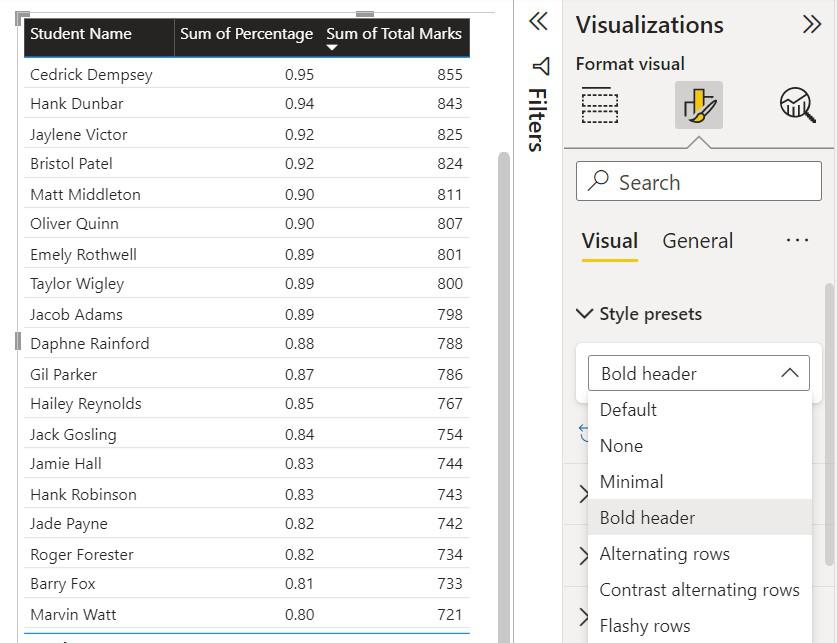 Student Name Sum of Percentage Sum of Total Marks
Cedrick Dempsey 0.95 855
Hank Dunbar 0.94 843
Jaylene Victor 0.92 825
Bristol Patel 0.92 824
Matt Middleton 0.90 811
Oliver Quinn 0.90 807
Emely Rothwell 0.89 801
Taylor Wigley 0.89 800
Jacob Adams 0.89 798
Daphne Rainford 0.88 788
Gil Parker 0.87 786
Hailey Reynolds 0.85 767
Jack Gosling 0.84 754
Jamie Hall 0.83 744
Hank Robinson 0.83 743
Jade Payne 0.82 742
Roger Forester 0.82 734
Barry Fox 0.81 733
Marvin Watt 0.80 721
Filters
Visualizations
Format visual
Search
Visual General ...
Style presets
Bold header
Default
None
Minimal
Bold header
Alternating rows
Contrast alternating rows
Flashy rows